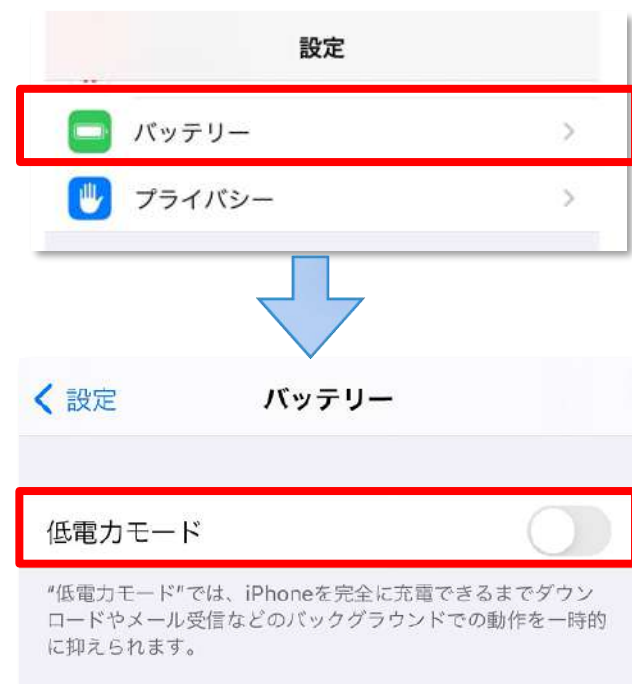 設定
バッテリー
プライバシー
設定
バッテリー
低電力モード
“低電力モード”では、iPhoneを完全に充電できるまでダウン
ロードやメール受信などのバックグラウンドでの動作を一時的
に抑えられます。